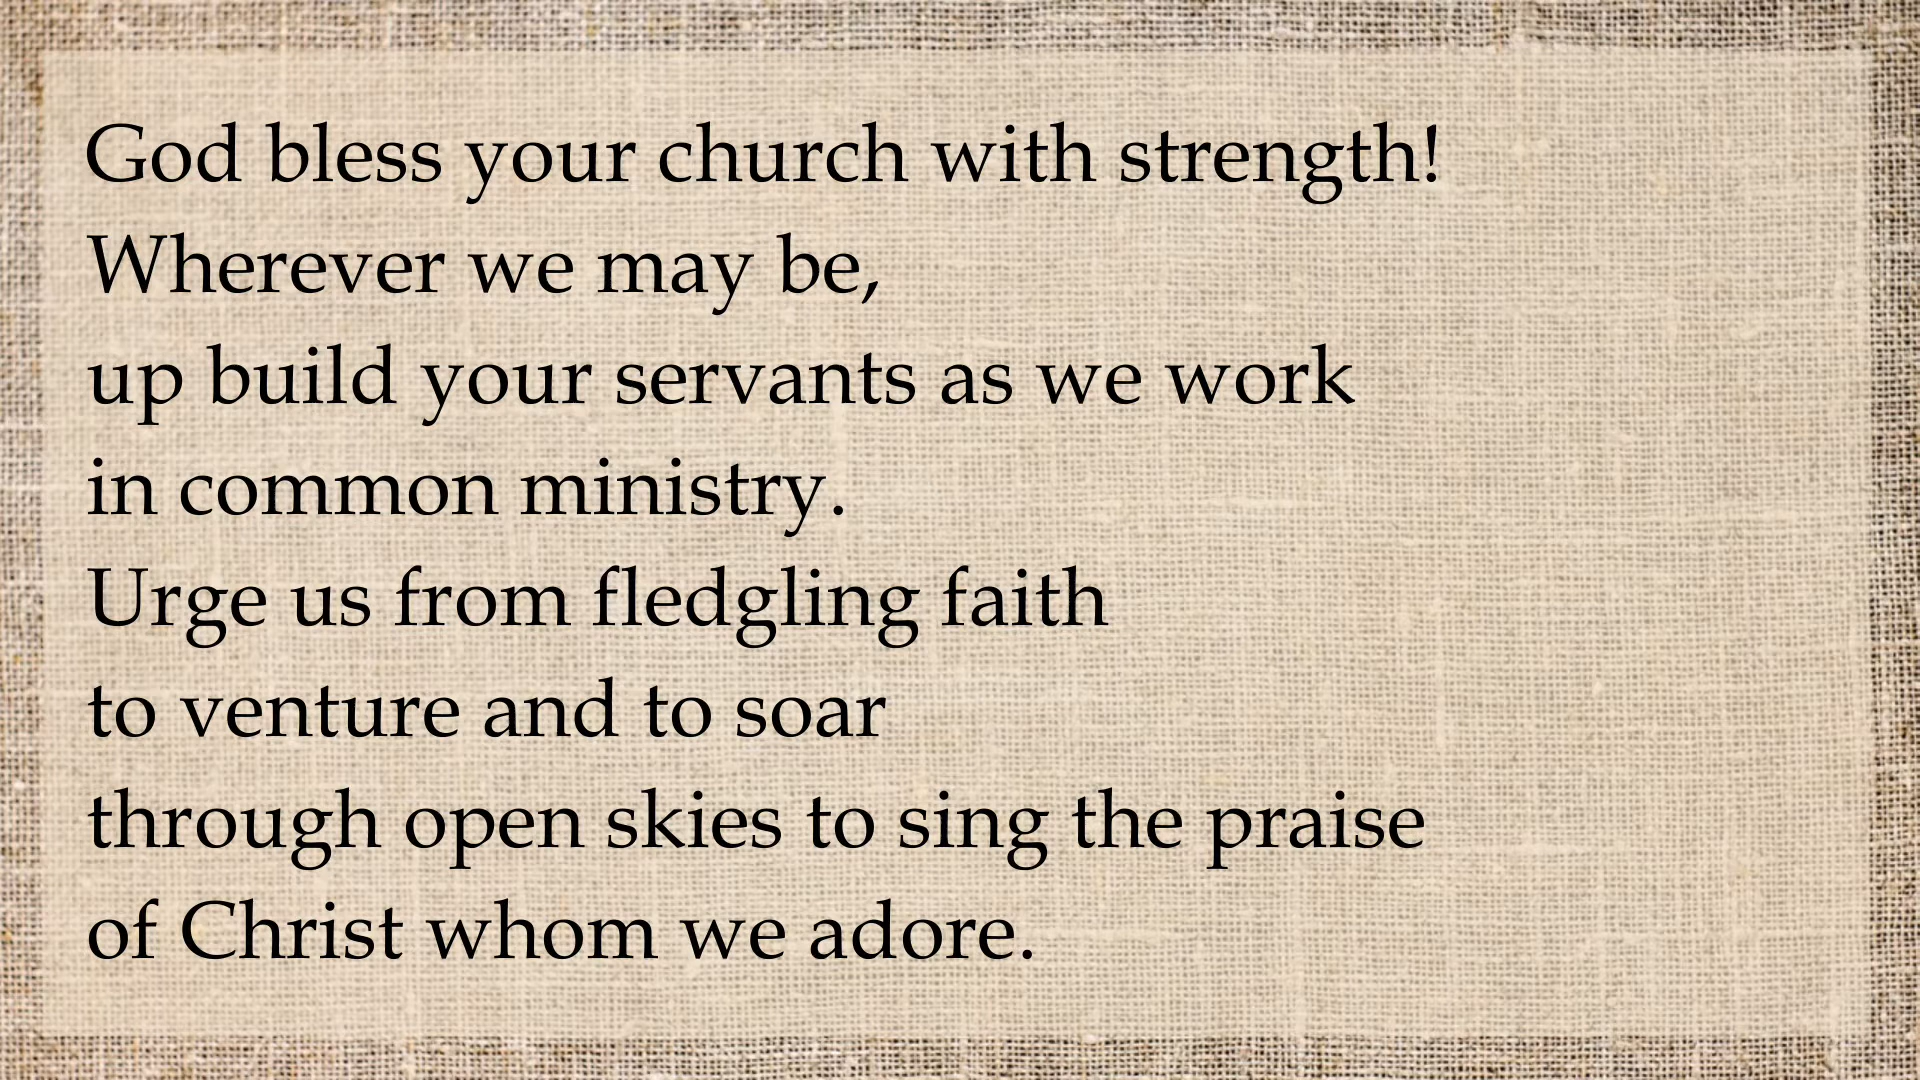 God bless your church with strength!
Wherever we may be,
up build your servants as we work
in common ministry.
Urge us from fledgling faith
to venture and to soar
through open skies to sing the praise
of Christ whom we adore.